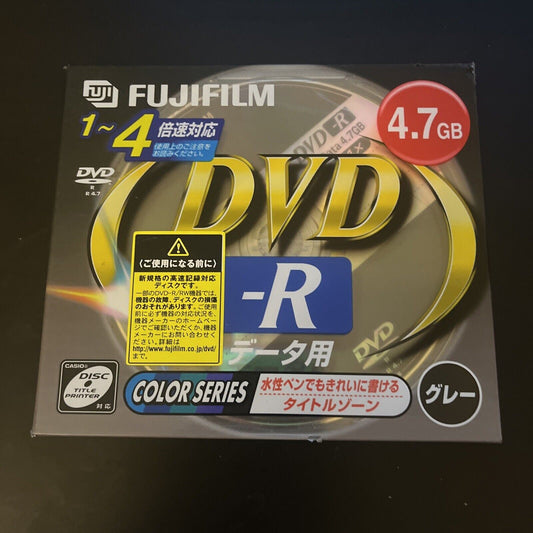 FUJI
FUJIFILM
4.7GB
1〜4倍速対応
使用上のご注意を
お読みください。
DVD
R
R 4.7
DVD -R
Data 4.7GB
DVD
-R
データ用
〈ご使用になる前に〉
新規格の高速記録対応
ディスクです。
一部のDVD-R/RW機器では、
機器の故障、ディスクの損傷
のおそれがあります。ご使用
前に必ず機器の対応状況を、
機器メーカーのホームページ
でご確認いただくか、機器
メーカーにお問い合わせく
ださい。詳細は
http://www.fujifilm.co.jp/dvd/
まで。
CASIO
DISC
TITLE
PRINTER
対応
COLOR SERIES
水性ペンでもきれいに書ける
タイトルゾーン
グレー
DVD